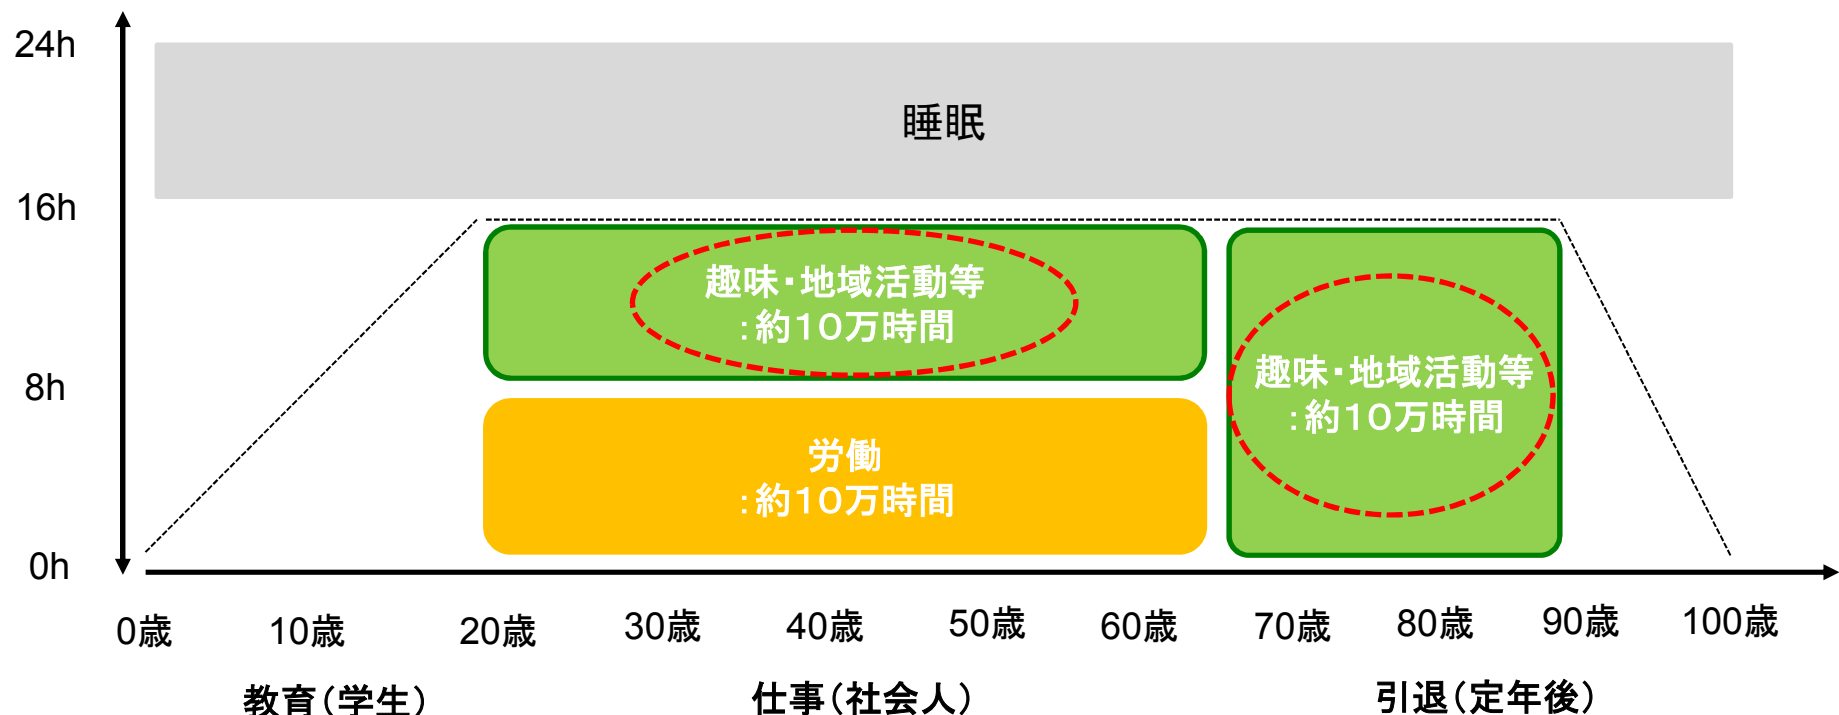 24h
睡眠
16h
趣味・地域活動等
：約１０万時間
趣味・地域活動等
：約１０万時間
8h
労働
：約１０万時間
0h
0歳 10歳 20歳 30歳 40歳 50歳 60歳 70歳 80歳 90歳 100歳
教育（学生） 仕事（社会人） 引退（定年後）